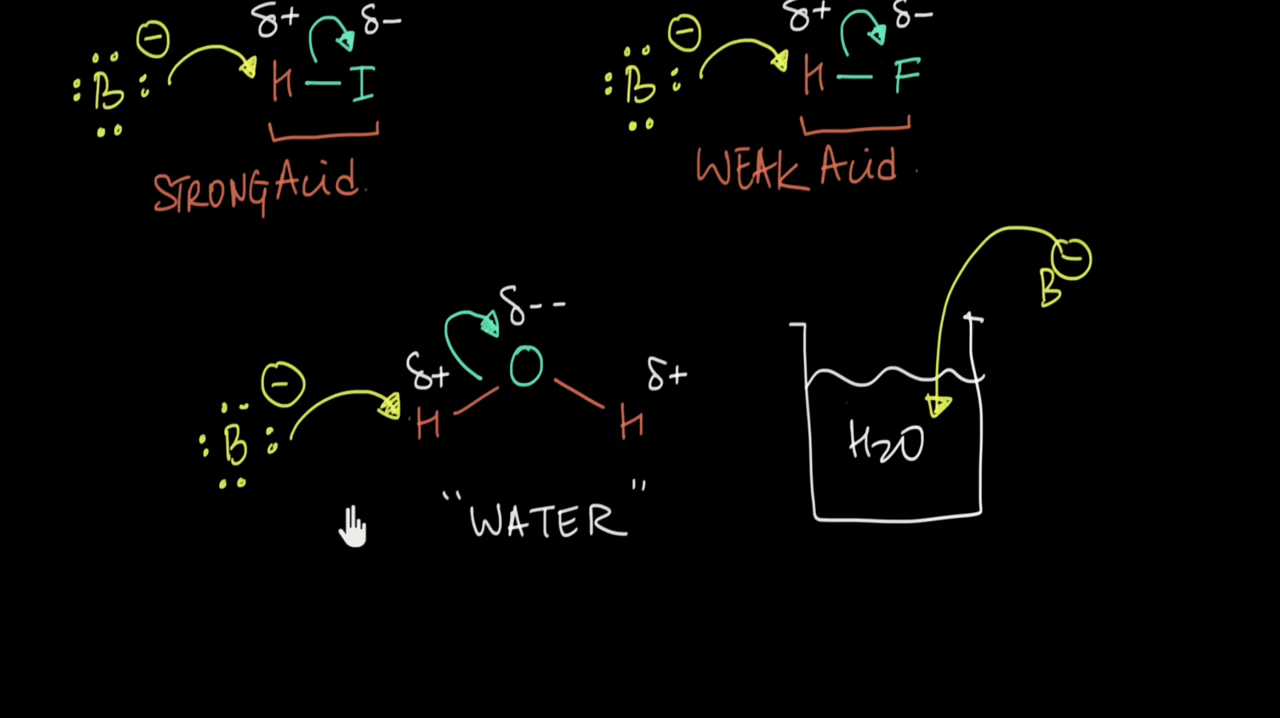 δ+ δ- δ+ δ-
:B: - H - I :B: - H - F
STRONG Acid. WEAK Acid.
- B
δ--
δ+ O δ+
:B: - H H
H2O
"WATER"